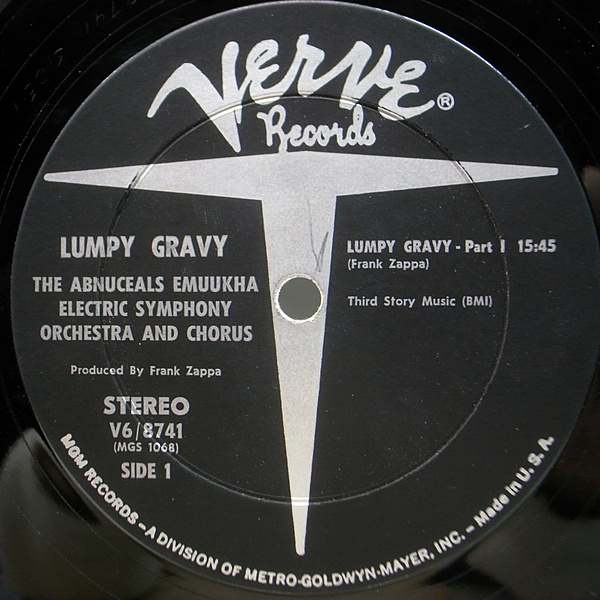 Verve®
Records
LUMPY GRAVY
THE ABNUCEALS EMUUKHA
ELECTRIC SYMPHONY
ORCHESTRA AND CHORUS
Produced By Frank Zappa
STEREO
V6/8741
(MGS 1068)
SIDE 1
LUMPY GRAVY - Part I 15:45
(Frank Zappa)
Third Story Music (BMI)
MGM RECORDS – A DIVISION OF METRO-GOLDWYN-MAYER, INC. – Made in U. S. A.